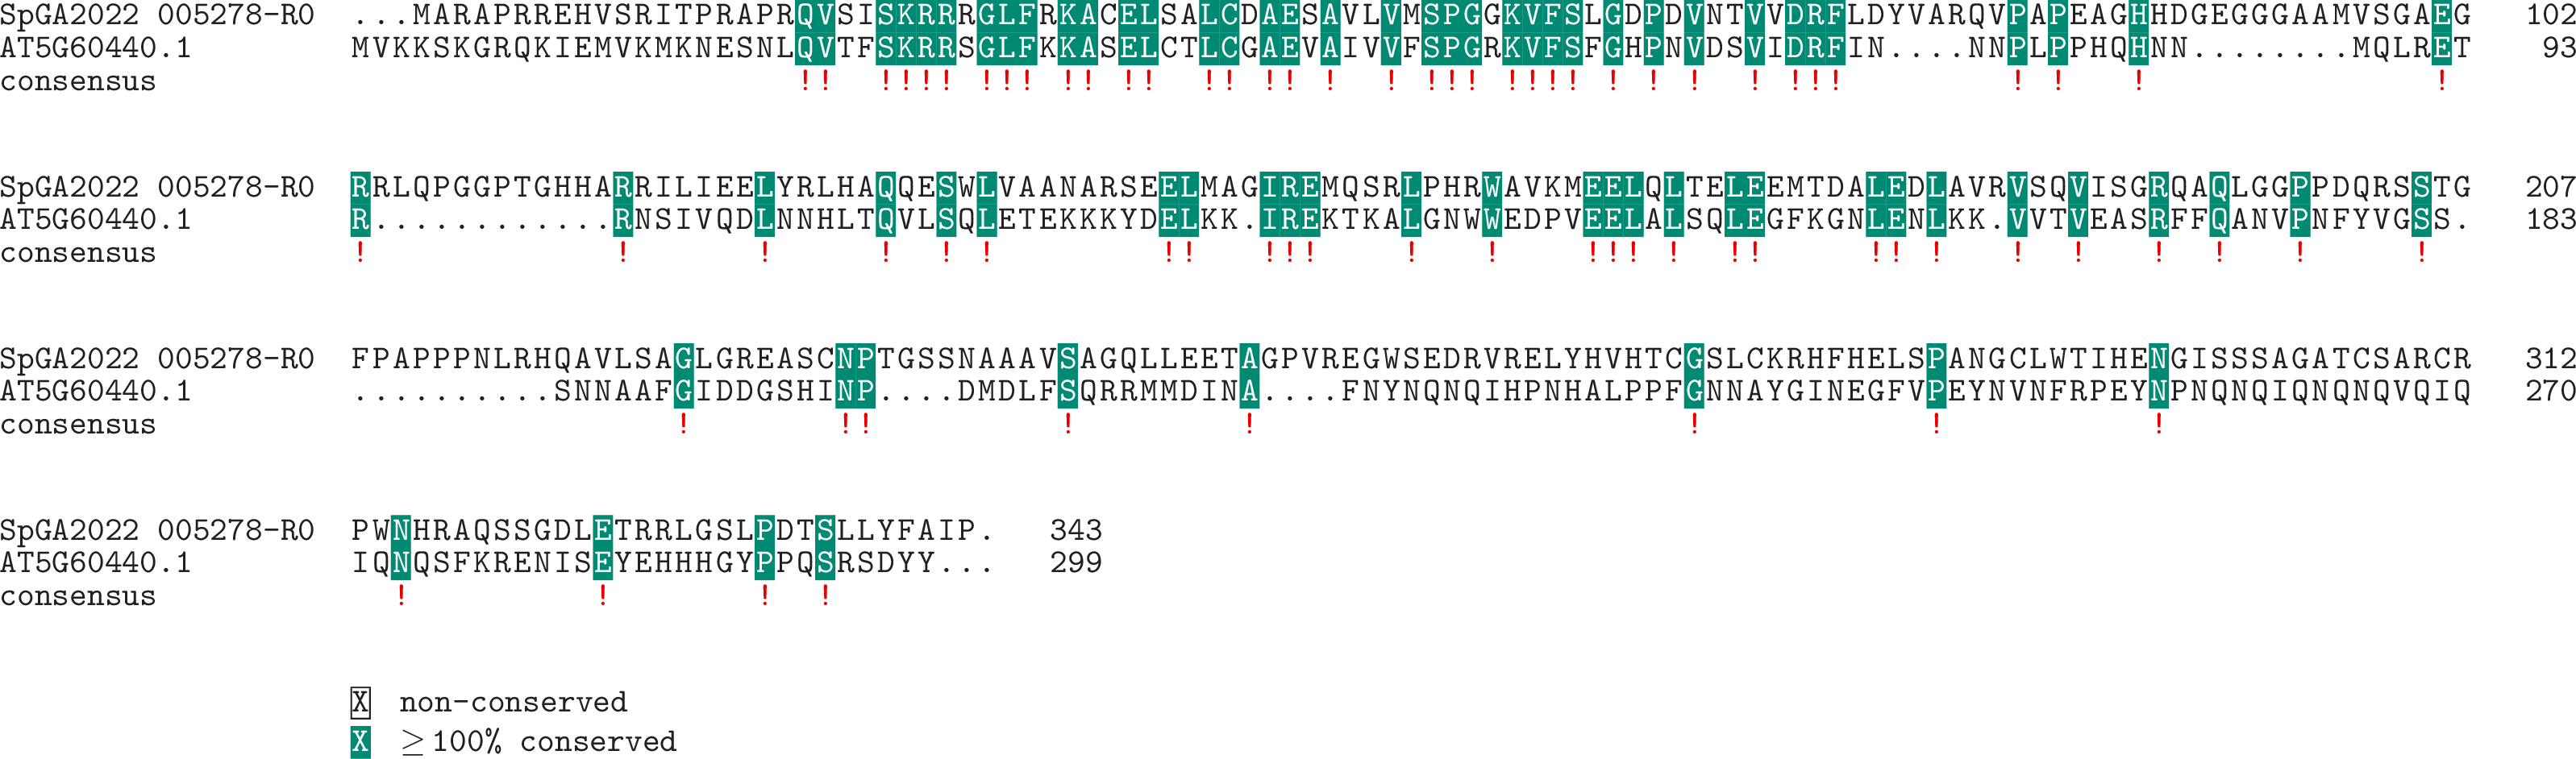 SpGA2022 005278-R0 ...MARAPRREHVSRITPRAPRQVSISKRRRGLFRKACELSALCDAESAVLVMSPGGKVFSLGDPDVNTVVDRFLDYVARQVPAPEAGHHDGEGGGAAMVSGAEG 102
AT5G60440.1 MVKKSKGRQKIEMVKMKNESNLQVTFSKRRSGLFKKASELCTLCGAEVAIVVFSPGRKVFSFGHPNVDSVIDRFIN....NNPLPPHQHNN........MQLRET 93
consensus !! !!!! !!! !! !! !! !! ! ! !!! !!!! ! ! ! ! !!! ! ! ! !
SpGA2022 005278-R0 RRLQPGGPTGHHARRILIEELYRLHAQQESWLVAANARSEELMAGIREMQSRLPHRWAVKMEELQLTELEEMTDALEDLAVRVSQVISGRQAQLGGPPDQRSSTG 207
AT5G60440.1 R............RNSIVQDLNNHLTQVLSQLETEKKKYDELKK.IREKTKALGNWWEDPVEELALSQLEGFKGNLENLKK.VVTVEASRFFQANVPNFYVGSS. 183
consensus ! ! ! ! ! ! !! !!! ! ! !!! ! !! !! ! ! ! ! ! ! !
SpGA2022 005278-R0 FPAPPPNLRHQAVLSAGLGREASCNPTGSSNAAAVSAGQLLEETAGPVREGWSEDRVRELYHVHTCGSLCKRHFHELSPANGCLWTIHENGISSSAGATCSARCR 312
AT5G60440.1 ..........SNNAAFGIDDGSHINP....DMDLFSQRRMMDINA....FNYNQNQIHPNHALPPFGNNAYGINEGFVPEYNVNFRPEYNPNQNQIQNQNQVQIQ 270
consensus ! !! ! ! ! ! !
SpGA2022 005278-R0 PWNHRAQSSGDLETRRLGSLPDTSLLYFAIP. 343
AT5G60440.1 IQNQSFKRENISEYEHHHGYPPQSRSDYY... 299
consensus ! ! ! !
X non-conserved
X ≥100% conserved